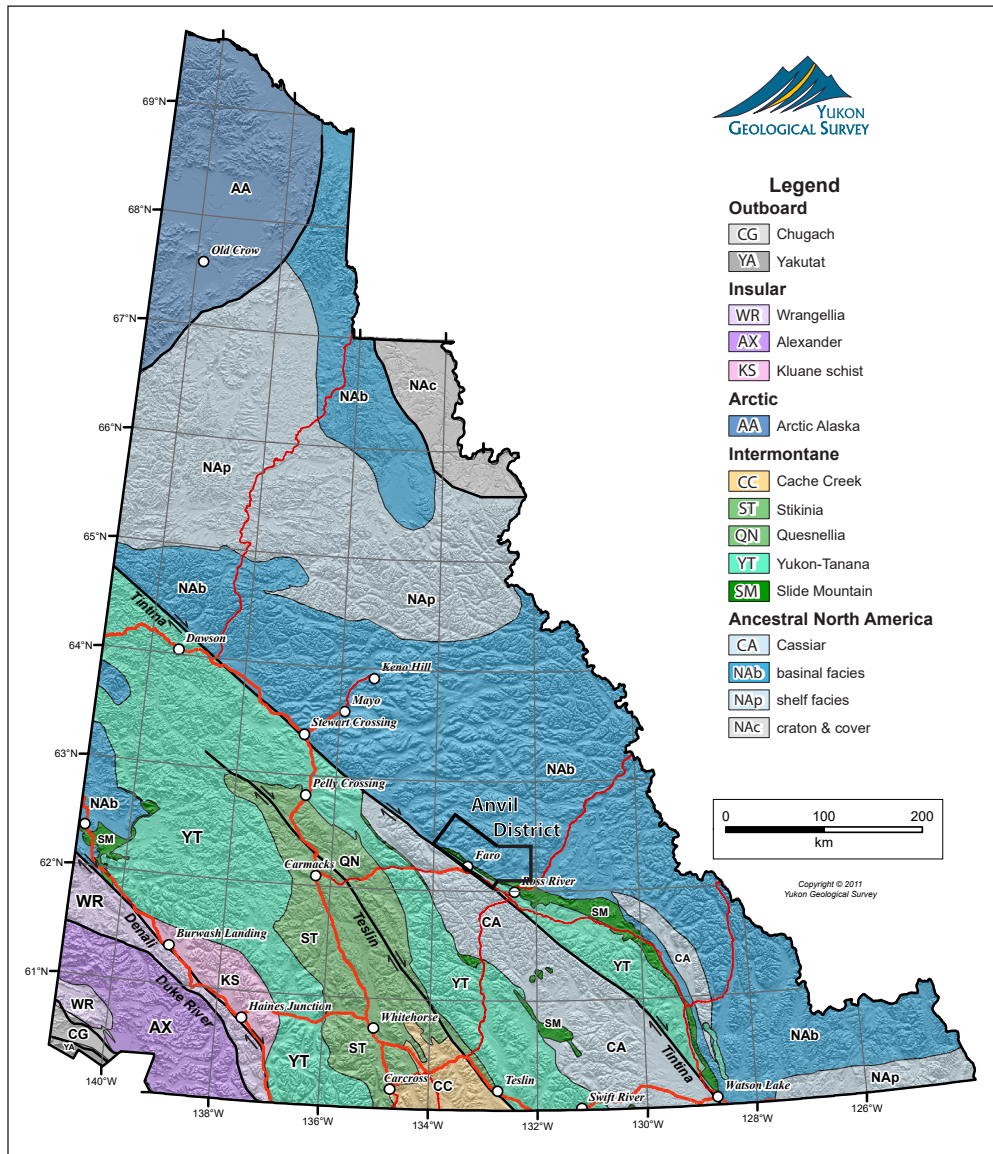 YUKON
GEOLOGICAL SURVEY
Legend
Outboard
CG Chugach
YA Yakutat
Insular
WR Wrangellia
AX Alexander
KS Kluane schist
Arctic
AA Arctic Alaska
Intermontane
CC Cache Creek
ST Stikinia
QN Quesnellia
YT Yukon-Tanana
SM Slide Mountain
Ancestral North America
CA Cassiar
NAb basinal facies
NAp shelf facies
NAc craton & cover
0 100 200
km
Copyright © 2011
Yukon Geological Survey
69°N
AA
68°N
Old Crow
67°N
NAc
NAb
66°N
NAp
65°N
NAb
NAp
Tintina
64°N
Dawson
Keno Hill
Mayo
Stewart Crossing
63°N
Pelly Crossing
NAb
NAb
Anvil
District
YT
SM
QN
Faro
62°N
Carmacks
Ross River
WR
SM
Teslin
CA
Denali
Burwash Landing
ST
CA
YT
61°N
KS
YT
Duke River
WR
Haines Junction
Whitehorse
SM
CG
AX
YA
YT
ST
CA
NAb
Tintina
140°W
Carcross
CC
Teslin
Swift River
Watson Lake
NAp
138°W
136°W
134°W
132°W
130°W
128°W
126°W